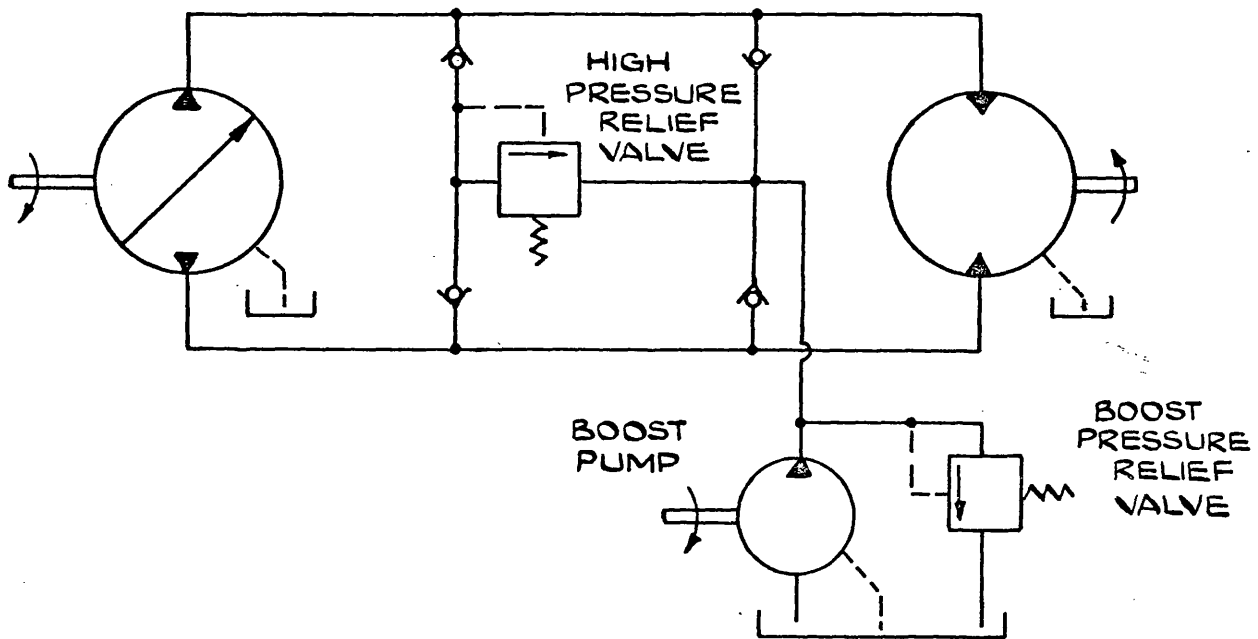 HIGH
PRESSURE
RELIEF
VALVE
BOOST
PUMP
BOOST
PRESSURE
RELIEF
VALVE